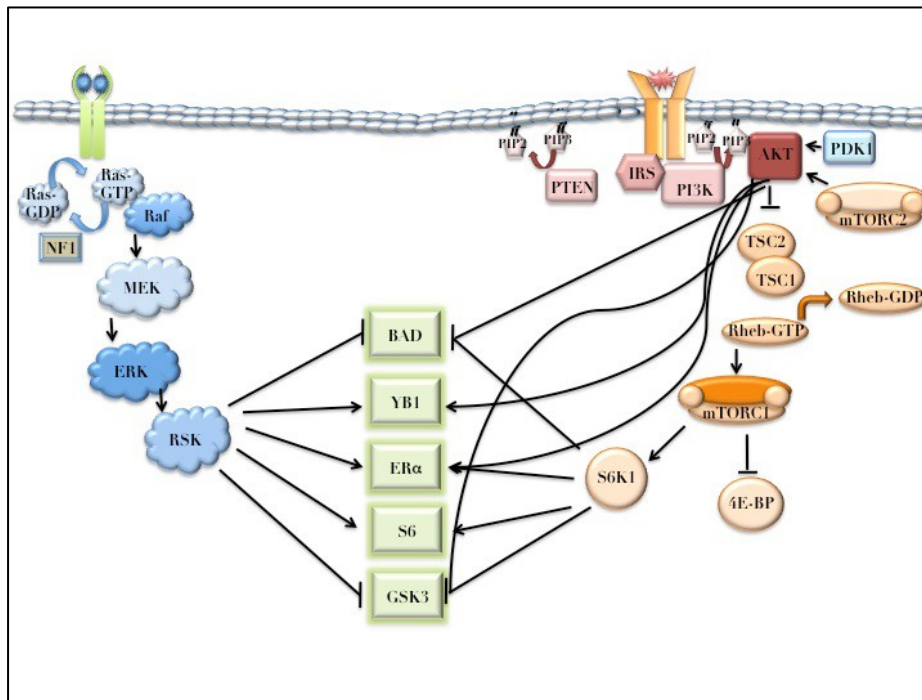 Ras-
GDP
Ras-
GTP
Raf
NF1
MEK
ERK
RSK
BAD
YB1
ERα
S6
GSK3
PIP2
PIP3
PTEN
IRS
PI3K
PIP2
PIP3
AKT
PDK1
mTORC2
TSC2
TSC1
Rheb-GTP
Rheb-GDP
mTORC1
S6K1
4E-BP